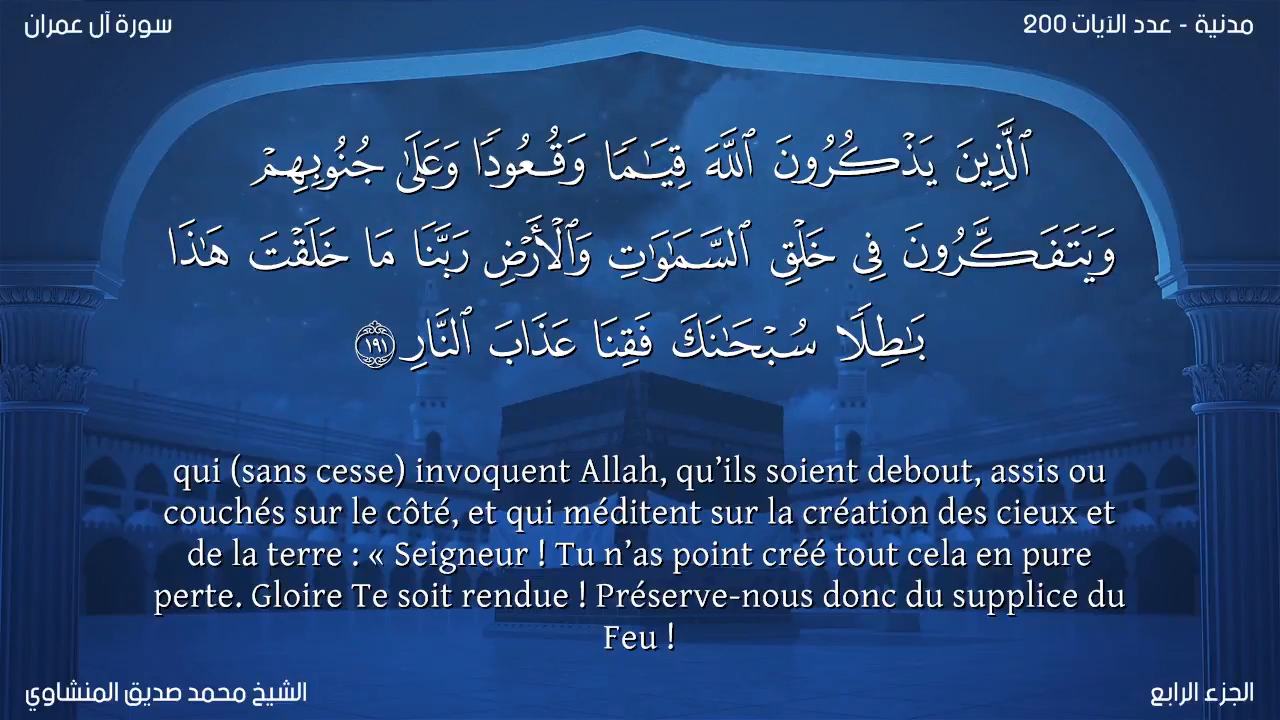 سورة آل عمران
مدنية - عدد الآيات 200
ٱلَّذِينَ يَذۡكُرُونَ ٱللَّهَ قِيَٰمٗا وَقُعُودٗا وَعَلَىٰ جُنُوبِهِمۡ
وَيَتَفَكَّرُونَ فِي خَلۡقِ ٱلسَّمَٰوَٰتِ وَٱلۡأَرۡضِ رَبَّنَا مَا خَلَقۡتَ هَٰذَا
بَٰطِلٗا سُبۡحَٰنَكَ فَقِنَا عَذَابَ ٱلنَّارِ ١٩١
qui (sans cesse) invoquent Allah, qu’ils soient debout, assis ou
couchés sur le côté, et qui méditent sur la création des cieux et
de la terre : « Seigneur ! Tu n’as point créé tout cela en pure
perte. Gloire Te soit rendue ! Préserve-nous donc du supplice du
Feu !
الشيخ محمد صديق المنشاوي
الجزء الرابع